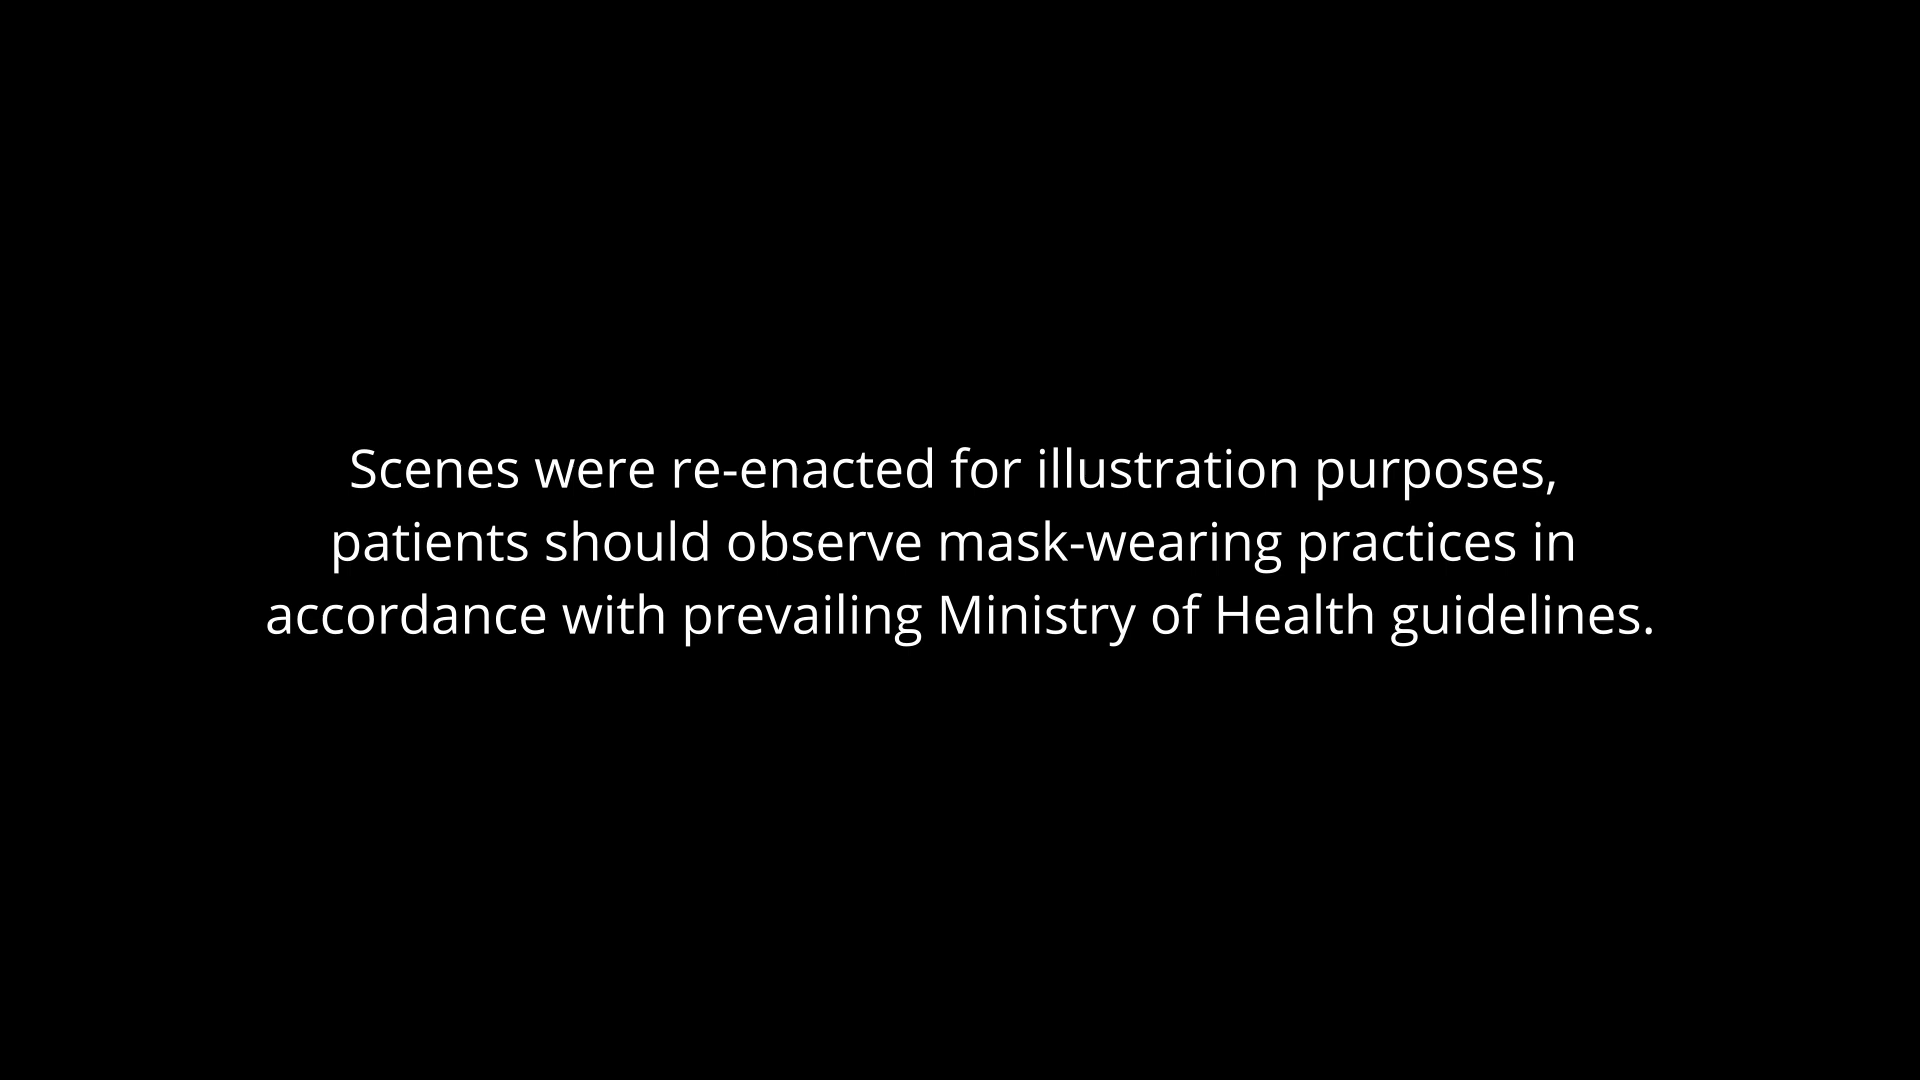 Scenes were re-enacted for illustration purposes,
patients should observe mask-wearing practices in
accordance with prevailing Ministry of Health guidelines.